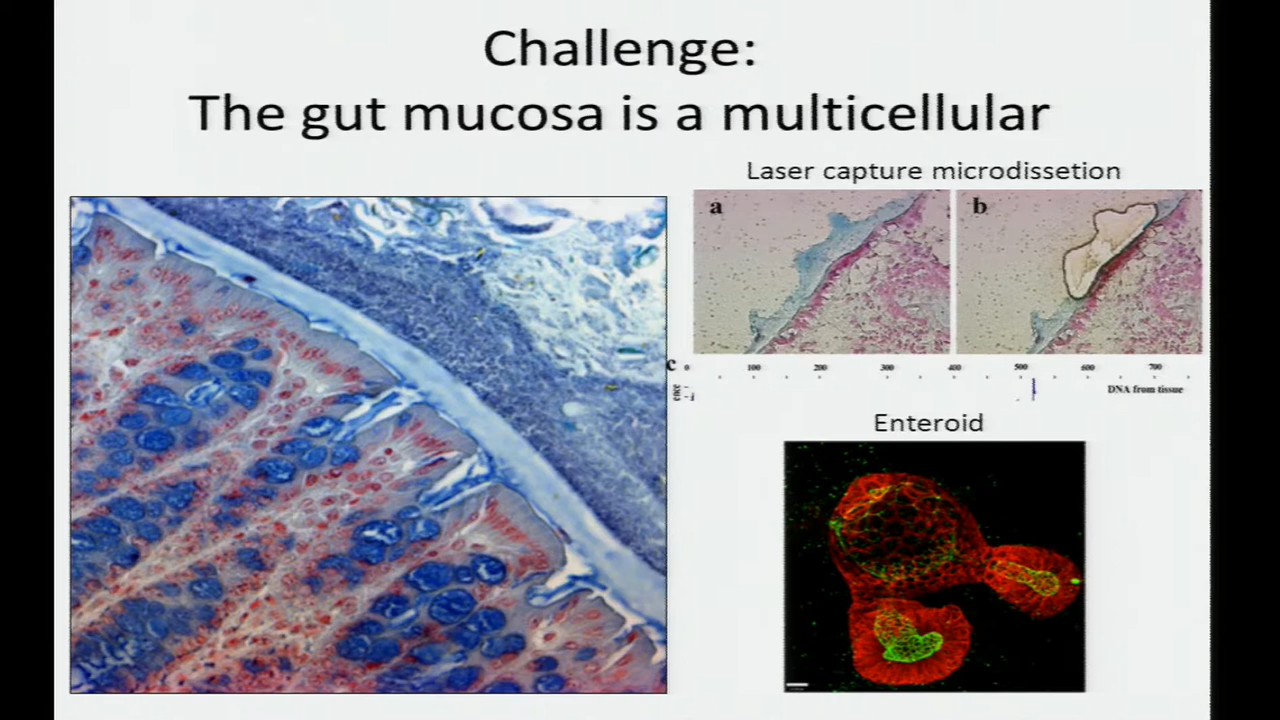 Challenge:
The gut mucosa is a multicellular
Laser capture microdissetion
a
b
c
0 100 200 300 400 500 600 700
DNA from tissue
Enteroid